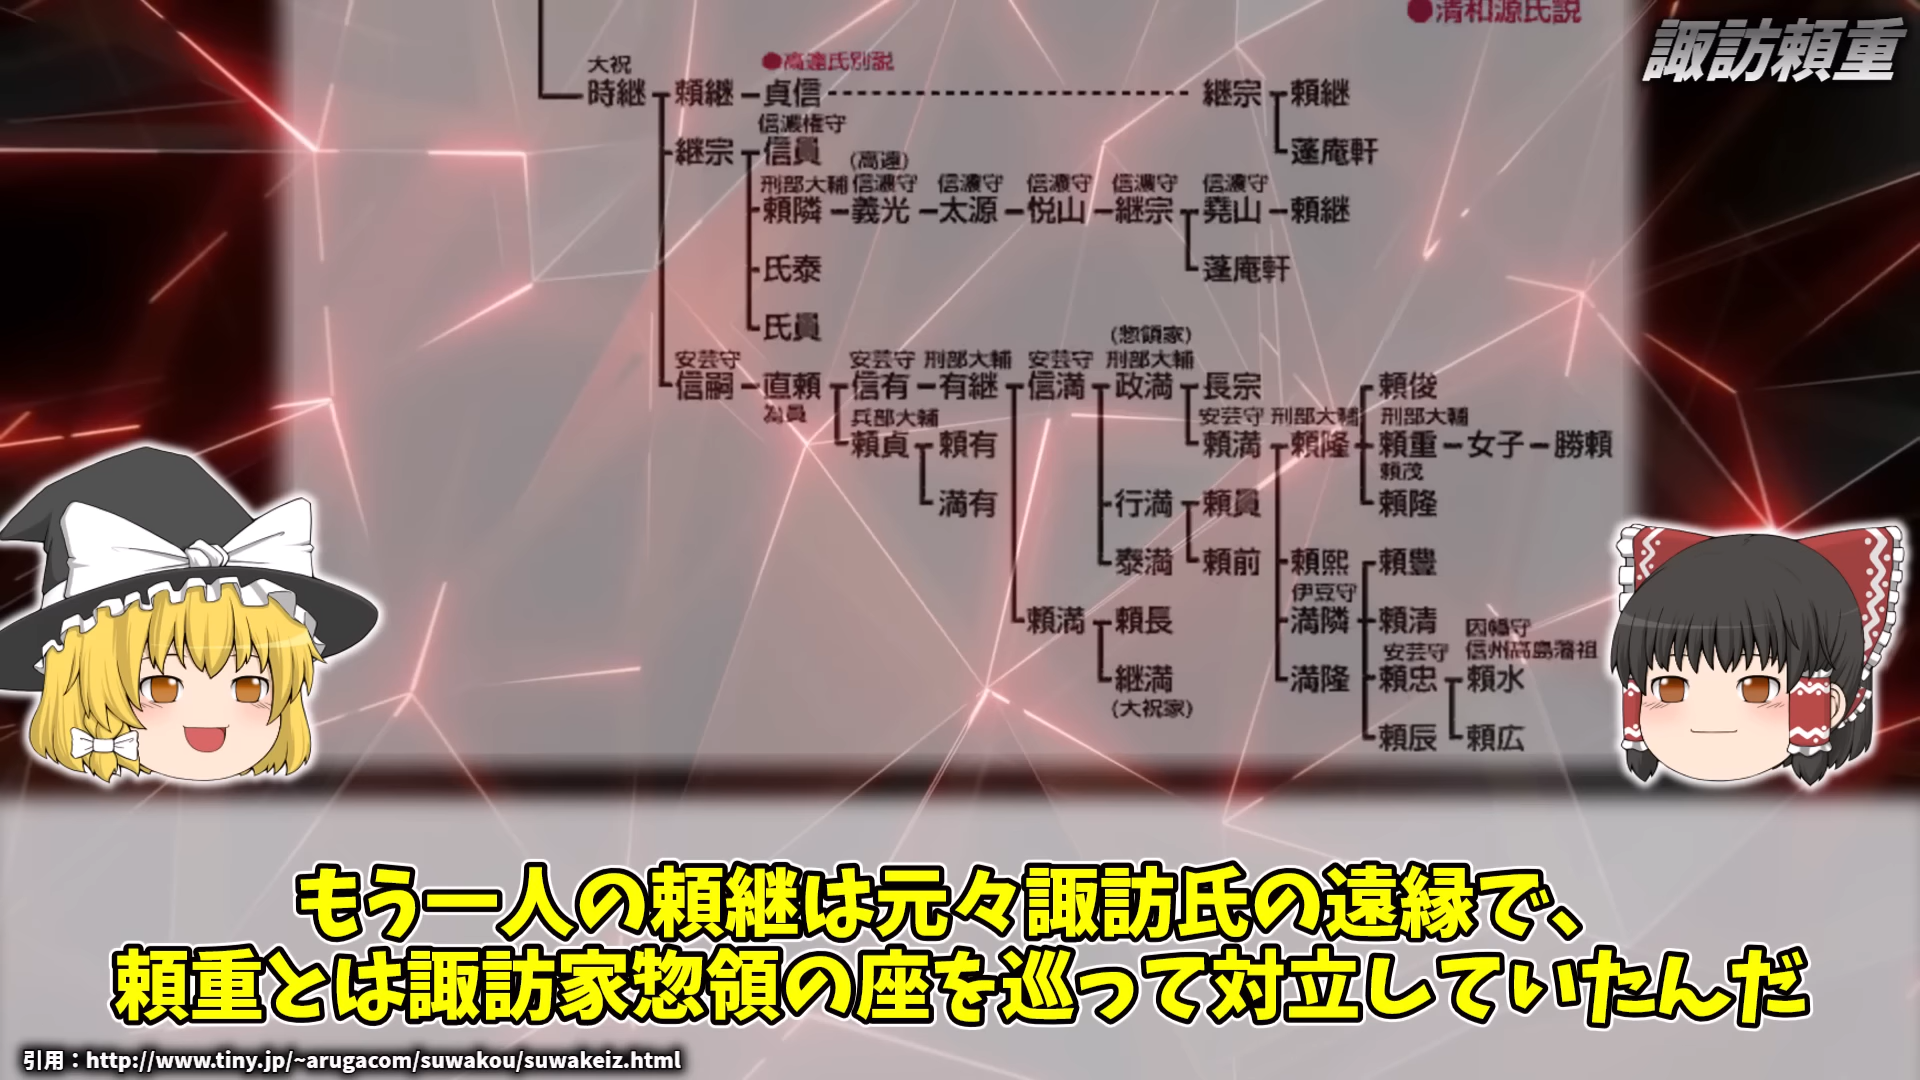 ●清和源氏説
諏訪頼重
大祝
●高遠氏別説
時継 頼継 貞信 継宗 頼継
信濃権守
継宗 信員 蓬庵軒
(高遠)
刑部大輔 信濃守 信濃守 信濃守 信濃守 信濃守
頼隣 義光 太源 悦山 継宗 堯山 頼継
氏泰 蓬庵軒
氏員
(惣領家)
安芸守 安芸守 刑部大輔 安芸守 刑部大輔
信嗣 直頼 信有 有継 信満 政満 長宗 頼俊
為員 兵部大輔 安芸守 刑部大輔 刑部大輔
頼貞 頼有 頼満 頼隆 頼重 女子 勝頼
頼茂
満有 行満 頼員 頼隆
泰満 頼前 頼熙 頼豊
伊豆守
頼満 頼長 満隣 頼清 因幡守
安芸守 信州高島藩祖
継満 満隆 頼忠 頼水
(大祝家)
頼辰 頼広
もう一人の頼継は元々諏訪氏の遠縁で、
頼重とは諏訪家惣領の座を巡って対立していたんだ
引用：http://www.tiny.jp/~arugacom/suwakou/suwakeiz.html